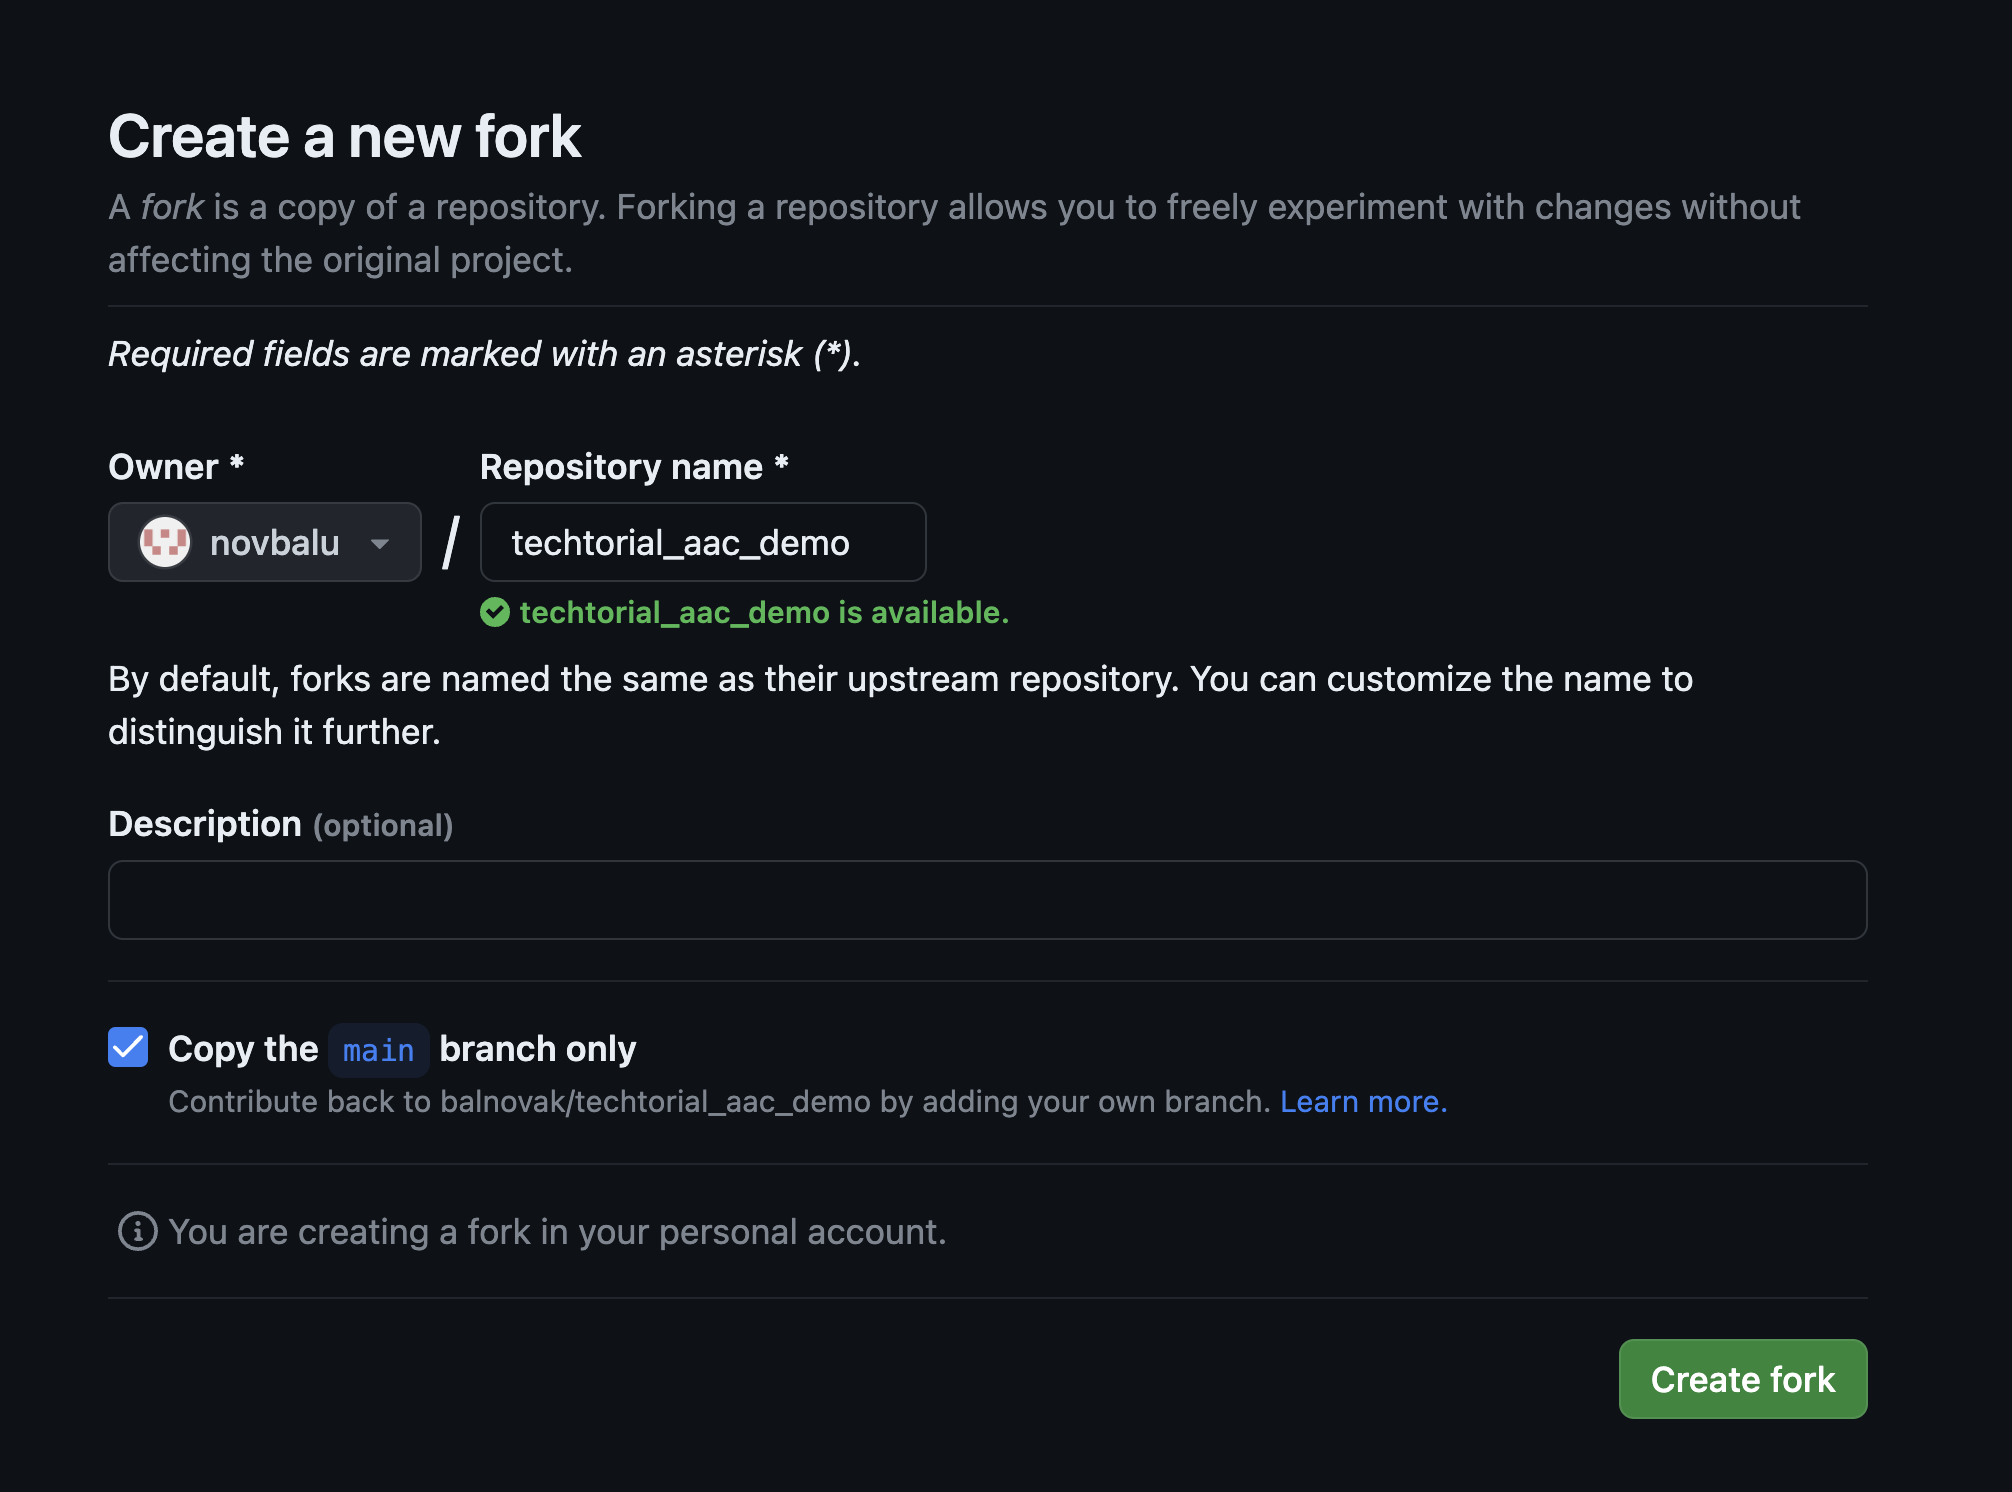 Create a new fork
A fork is a copy of a repository. Forking a repository allows you to freely experiment with changes without
affecting the original project.
Required fields are marked with an asterisk (*).
Owner *
Repository name *
novbalu
/
techtorial_aac_demo
techtorial_aac_demo is available.
By default, forks are named the same as their upstream repository. You can customize the name to
distinguish it further.
Description (optional)
Copy the main branch only
Contribute back to balnovak/techtorial_aac_demo by adding your own branch. Learn more.
You are creating a fork in your personal account.
Create fork